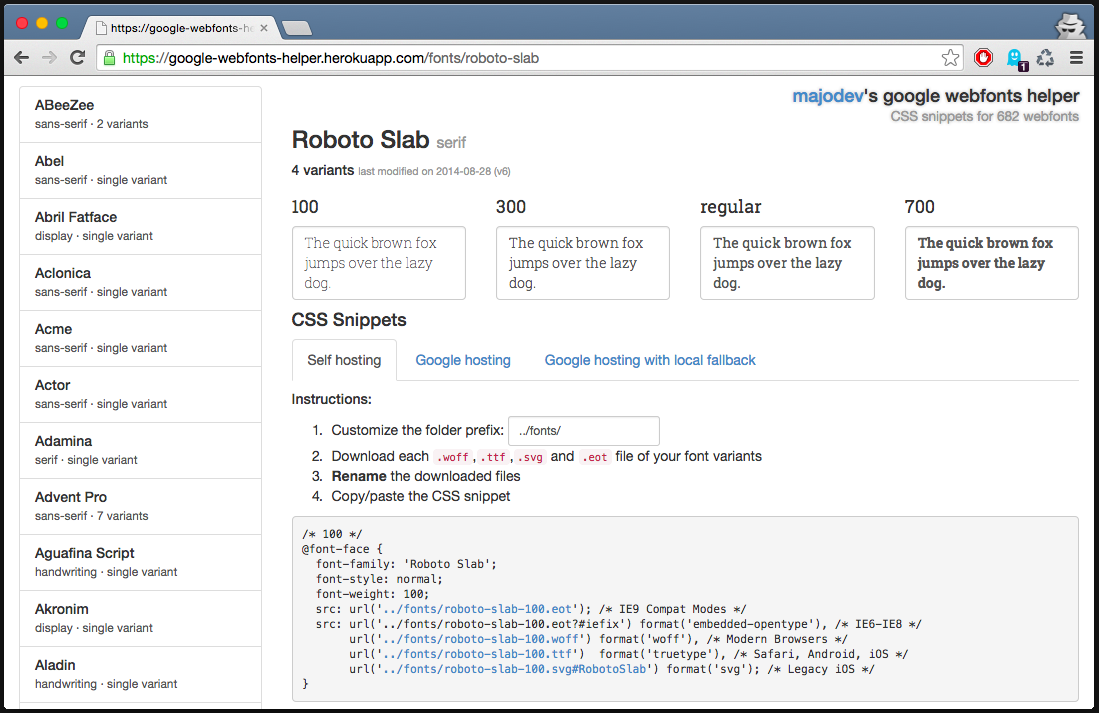 https://google-webfonts-he
https://google-webfonts-helper.herokuapp.com/fonts/roboto-slab
1
ABeeZee
sans-serif · 2 variants
Abel
sans-serif · single variant
Abril Fatface
display · single variant
Aclonica
sans-serif · single variant
Acme
sans-serif · single variant
Actor
sans-serif · single variant
Adamina
serif · single variant
Advent Pro
sans-serif · 7 variants
Aguafina Script
handwriting · single variant
Akronim
display · single variant
Aladin
handwriting · single variant
majodev's google webfonts helper
CSS snippets for 682 webfonts
Roboto Slab serif
4 variants last modified on 2014-08-28 (v6)
100
The quick brown fox
jumps over the lazy
dog.
300
The quick brown fox
jumps over the lazy
dog.
regular
The quick brown fox
jumps over the lazy
dog.
700
The quick brown fox
jumps over the lazy
dog.
CSS Snippets
Self hosting
Google hosting
Google hosting with local fallback
Instructions:
1. Customize the folder prefix: ../fonts/
2. Download each .woff, .ttf, .svg and .eot file of your font variants
3. Rename the downloaded files
4. Copy/paste the CSS snippet
/* 100 */
@font-face {
  font-family: 'Roboto Slab';
  font-style: normal;
  font-weight: 100;
  src: url('../fonts/roboto-slab-100.eot'); /* IE9 Compat Modes */
  src: url('../fonts/roboto-slab-100.eot?#iefix') format('embedded-opentype'), /* IE6-IE8 */
       url('../fonts/roboto-slab-100.woff') format('woff'), /* Modern Browsers */
       url('../fonts/roboto-slab-100.ttf')  format('truetype'), /* Safari, Android, iOS */
       url('../fonts/roboto-slab-100.svg#RobotoSlab') format('svg'); /* Legacy iOS */
}